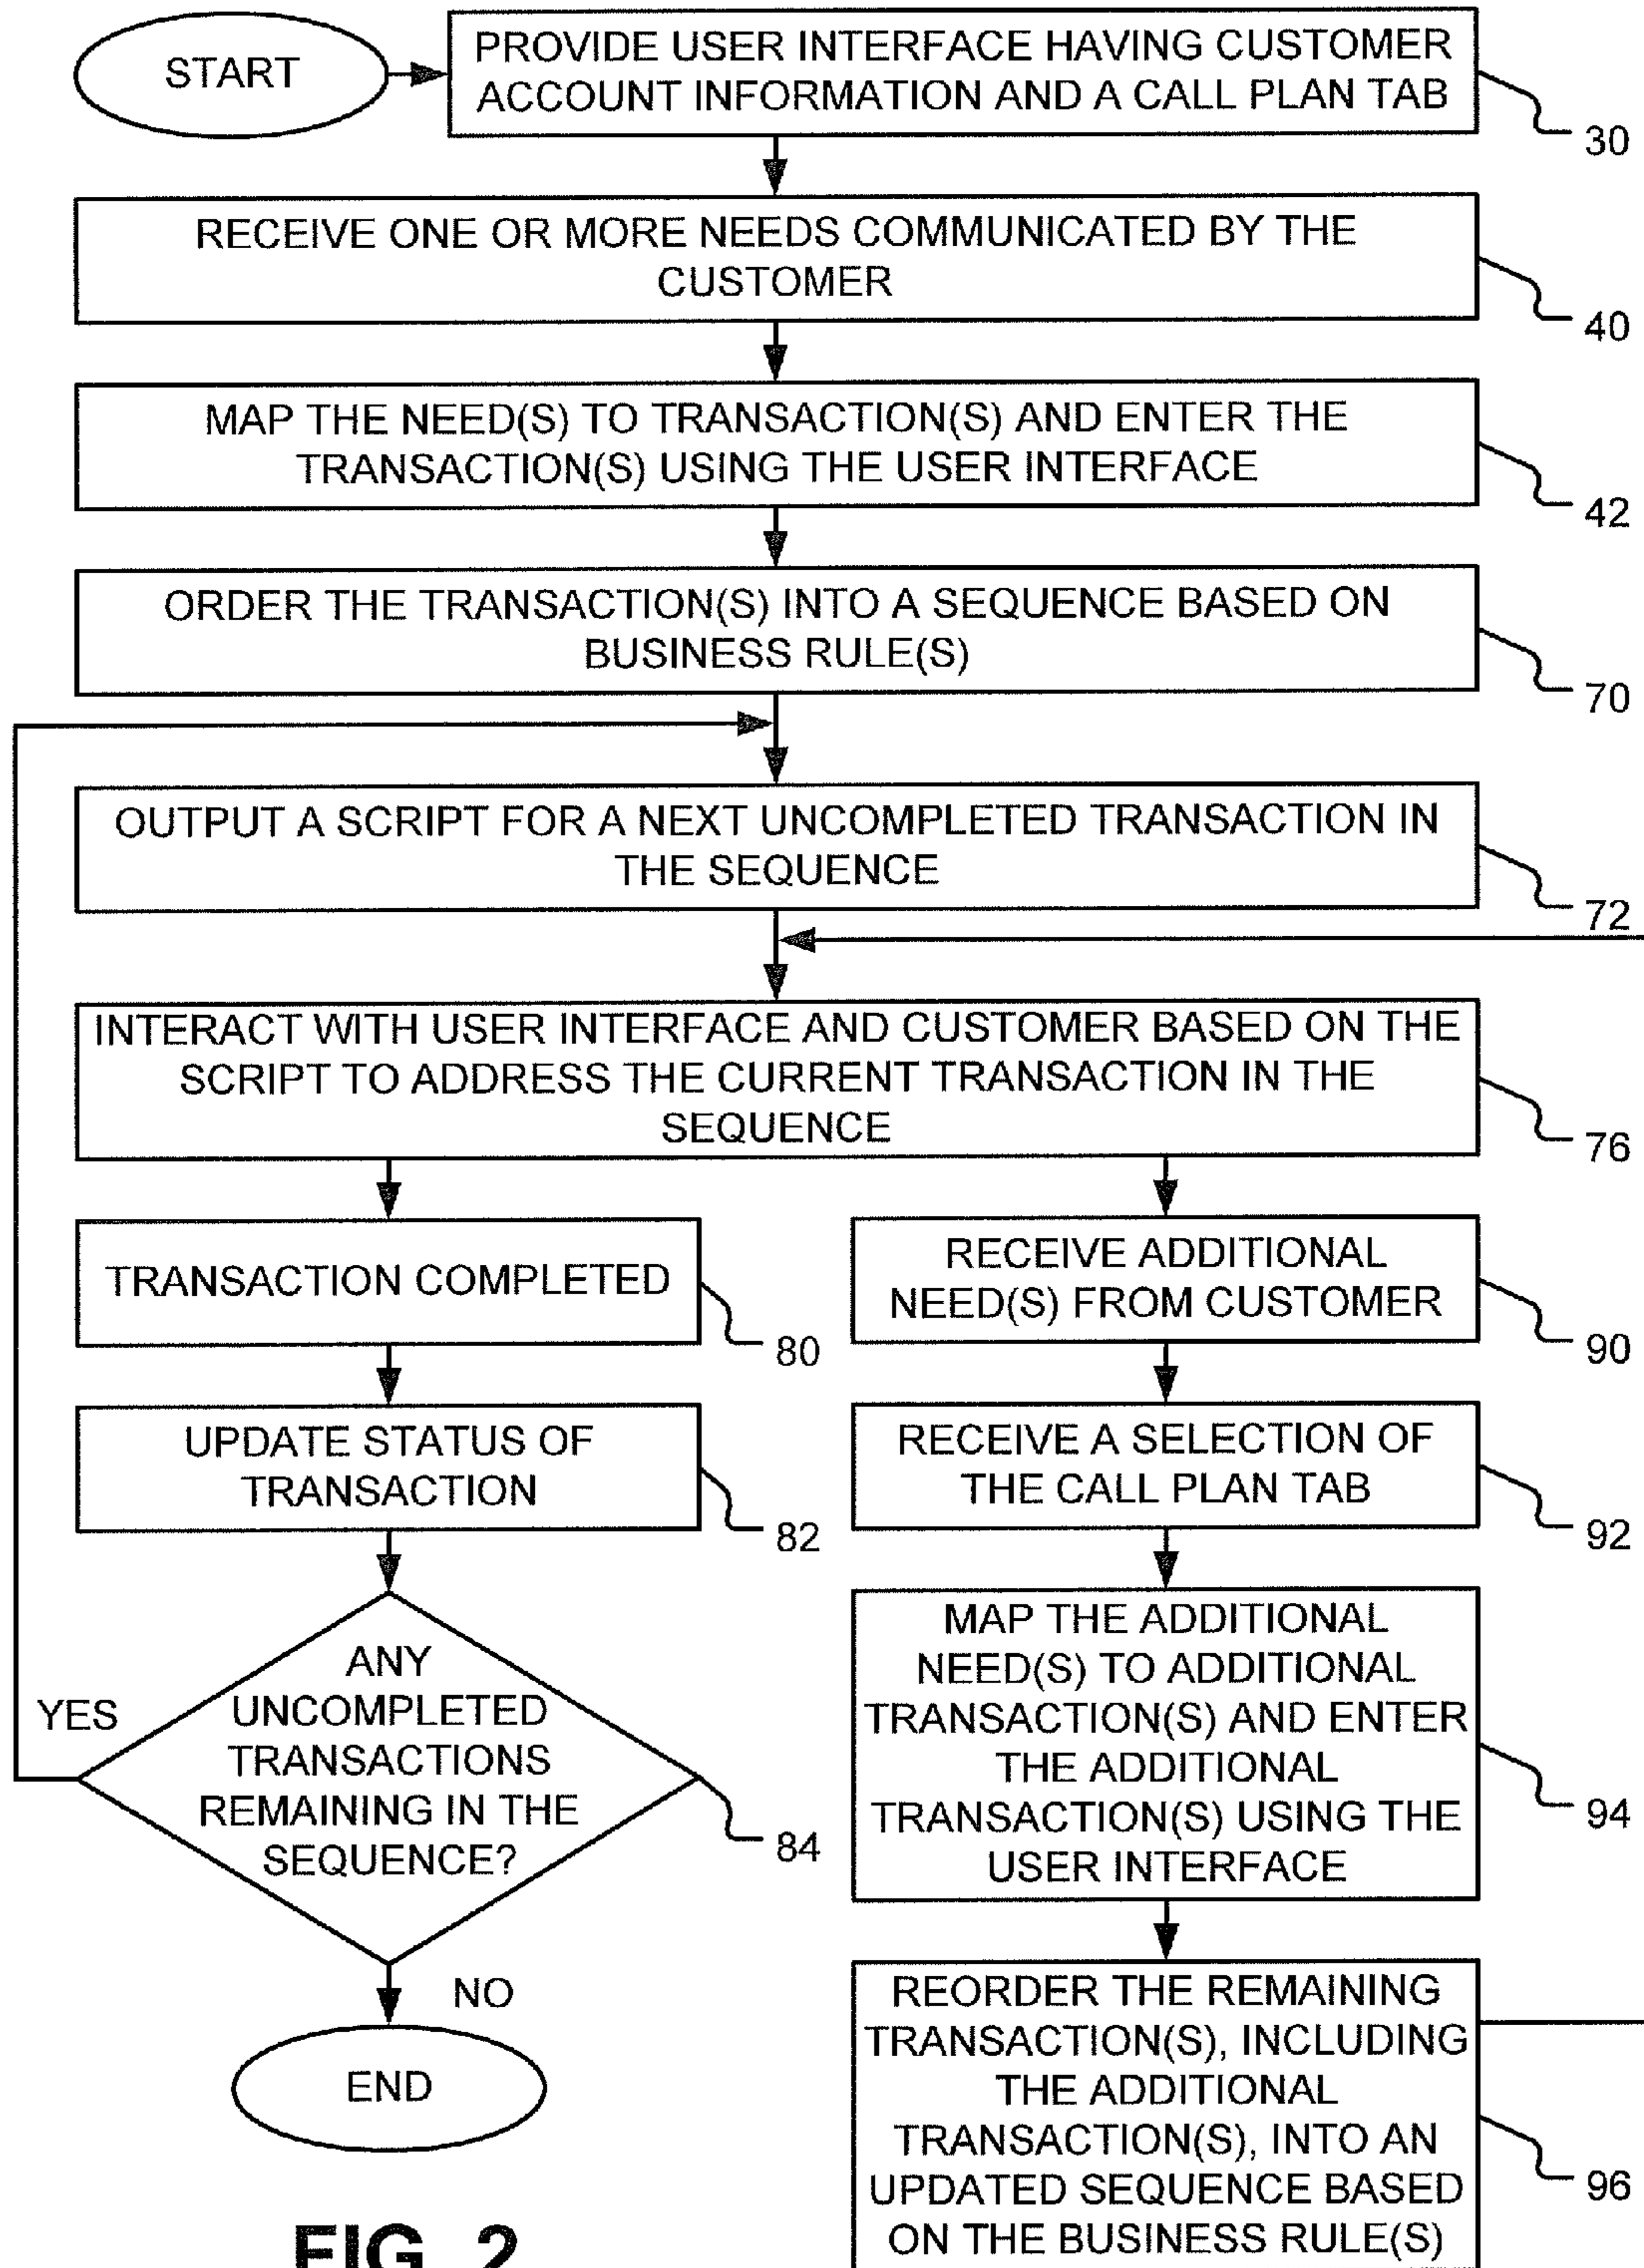 START
PROVIDE USER INTERFACE HAVING CUSTOMER
ACCOUNT INFORMATION AND A CALL PLAN TAB
30
RECEIVE ONE OR MORE NEEDS COMMUNICATED BY THE
CUSTOMER
40
MAP THE NEED(S) TO TRANSACTION(S) AND ENTER THE
TRANSACTION(S) USING THE USER INTERFACE
42
ORDER THE TRANSACTION(S) INTO A SEQUENCE BASED ON
BUSINESS RULE(S)
70
OUTPUT A SCRIPT FOR A NEXT UNCOMPLETED TRANSACTION IN
THE SEQUENCE
72
INTERACT WITH USER INTERFACE AND CUSTOMER BASED ON THE
SCRIPT TO ADDRESS THE CURRENT TRANSACTION IN THE
SEQUENCE
76
TRANSACTION COMPLETED
80
UPDATE STATUS OF
TRANSACTION
82
ANY
UNCOMPLETED
TRANSACTIONS
REMAINING IN THE
SEQUENCE?
84
YES
NO
END
RECEIVE ADDITIONAL
NEED(S) FROM CUSTOMER
90
RECEIVE A SELECTION OF
THE CALL PLAN TAB
92
MAP THE ADDITIONAL
NEED(S) TO ADDITIONAL
TRANSACTION(S) AND ENTER
THE ADDITIONAL
TRANSACTION(S) USING THE
USER INTERFACE
94
REORDER THE REMAINING
TRANSACTION(S), INCLUDING
THE ADDITIONAL
TRANSACTION(S), INTO AN
UPDATED SEQUENCE BASED
ON THE BUSINESS RULE(S)
96
FIG. 2